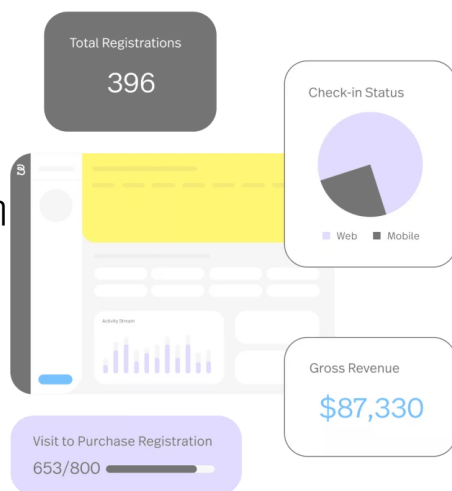 Total Registrations
396
Check-in Status
Web
Mobile
Activity Stream
Gross Revenue
$87,330
Visit to Purchase Registration
653/800